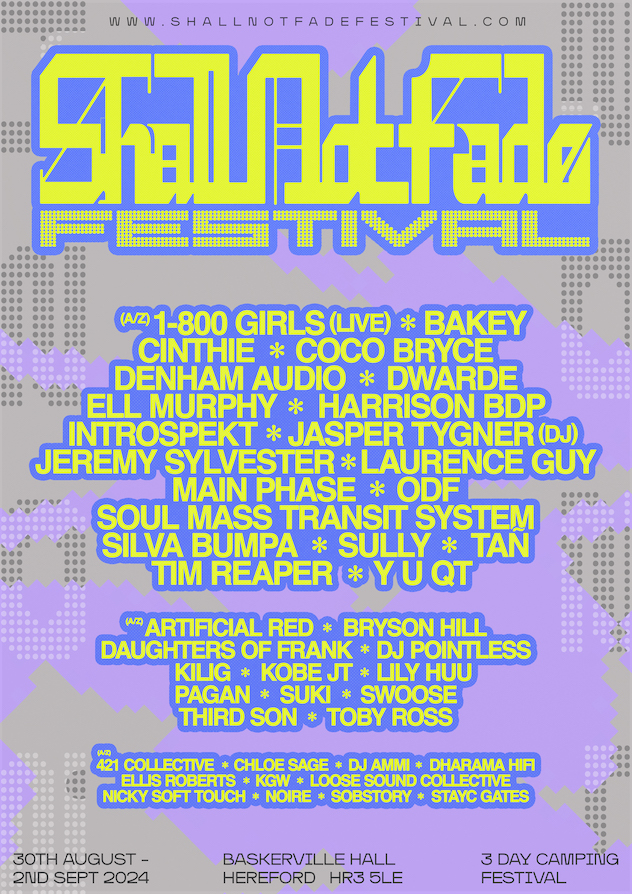 WWW.SHALLNOTFADEFESTIVAL.COM
Shall Not Fade
FESTIVAL
(A/Z) 1-800 GIRLS (LIVE) * BAKEY
CINTHIE * COCO BRYCE
DENHAM AUDIO * DWARDE
ELL MURPHY * HARRISON BDP
INTROSPEKT * JASPER TYGNER (DJ)
JEREMY SYLVESTER * LAURENCE GUY
MAIN PHASE * ODF
SOUL MASS TRANSIT SYSTEM
SILVA BUMPA * SULLY * TAÑ
TIM REAPER * Y U QT
(A/Z) ARTIFICIAL RED * BRYSON HILL
DAUGHTERS OF FRANK * DJ POINTLESS
KILIG * KOBE JT * LILY HUU
PAGAN * SUKI * SWOOSE
THIRD SON * TOBY ROSS
(A/Z)
421 COLLECTIVE * CHLOE SAGE * DJ AMMI * DHARAMA HIFI
ELLIS ROBERTS * KGW * LOOSE SOUND COLLECTIVE
NICKY SOFT TOUCH * NOIRE * SOBSTORY * STAYC GATES
30TH AUGUST -
2ND SEPT 2024
BASKERVILLE HALL
HEREFORD HR3 5LE
3 DAY CAMPING
FESTIVAL